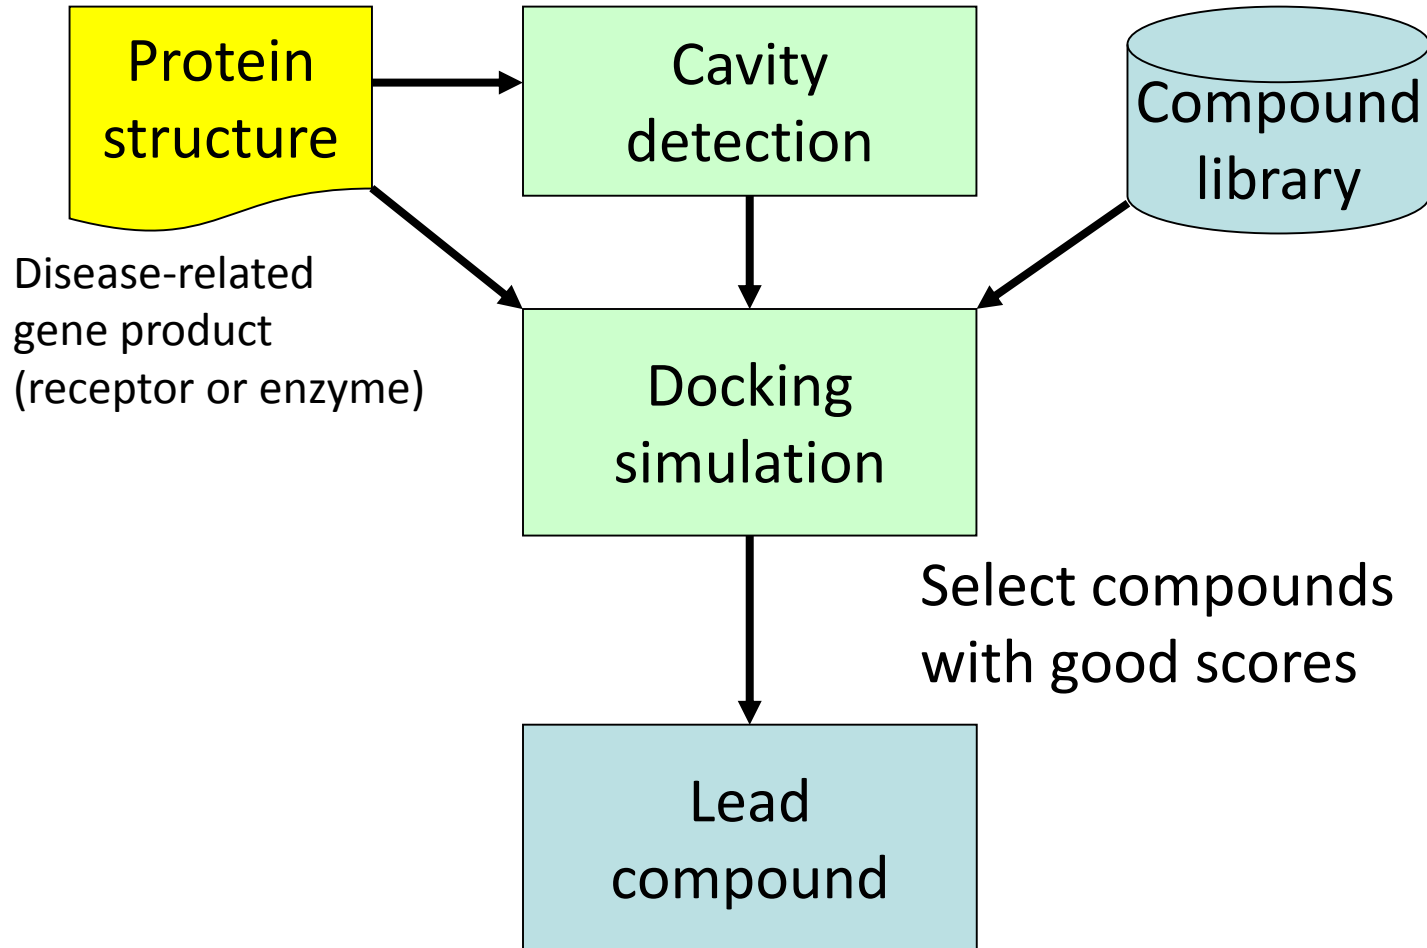 Protein
structure
Cavity
detection
Compound
library
Disease-related
gene product
(receptor or enzyme)
Docking
simulation
Select compounds
with good scores
Lead
compound